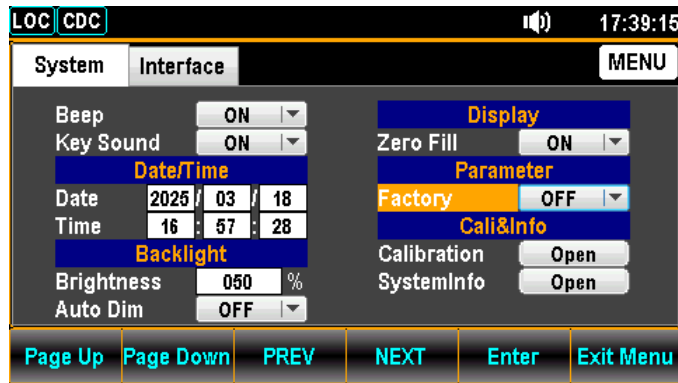 LOC CDC 17:39:15
System Interface MENU
Beep ON
Key Sound ON
Date/Time
Date 2025 / 03 / 18
Time 16 : 57 : 28
Backlight
Brightness 050 %
Auto Dim OFF
Display
Zero Fill ON
Parameter
Factory OFF
Cali&Info
Calibration Open
SystemInfo Open
Page Up Page Down PREV NEXT Enter Exit Menu